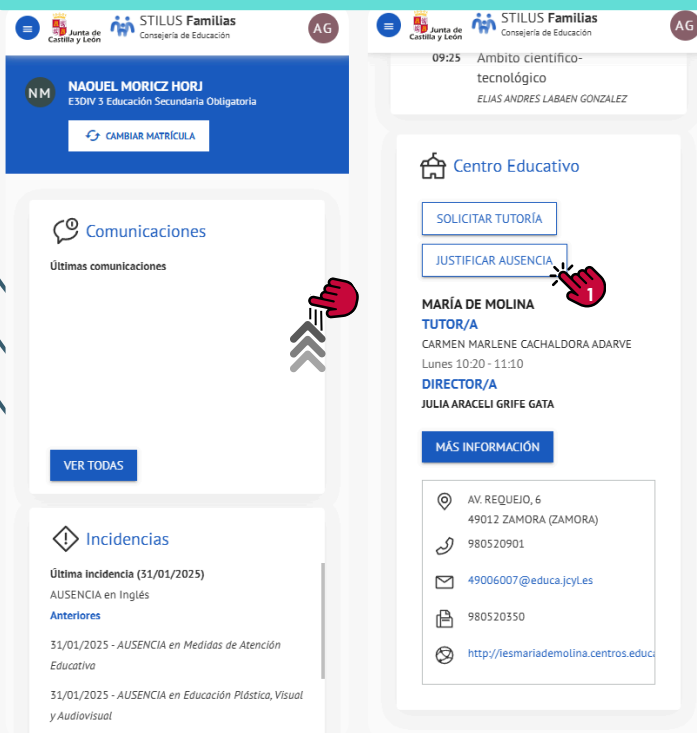 Junta de
Castilla y León
STILUS Familias
Consejería de Educación
AG
NM
NAOUEL MORICZ HORJ
E3DIV 3 Educación Secundaria Obligatoria
CAMBIAR MATRÍCULA
Comunicaciones
Últimas comunicaciones
VER TODAS
Incidencias
Última incidencia (31/01/2025)
AUSENCIA en Inglés
Anteriores
31/01/2025 - AUSENCIA en Medidas de Atención
Educativa
31/01/2025 - AUSENCIA en Educación Plástica, Visual
y Audiovisual
Junta de
Castilla y León
STILUS Familias
Consejería de Educación
AG
09:25 Ámbito científico-
tecnológico
ELIAS ANDRES LABAEN GONZALEZ
Centro Educativo
SOLICITAR TUTORÍA
JUSTIFICAR AUSENCIA
1
MARÍA DE MOLINA
TUTOR/A
CARMEN MARLENE CACHALDORA ADARVE
Lunes 10:20 - 11:10
DIRECTOR/A
JULIA ARACELI GRIFE GATA
MÁS INFORMACIÓN
AV. REQUEJO, 6
49012 ZAMORA (ZAMORA)
980520901
49006007@educa.jcyl.es
980520350
http://iesmariademolina.centros.educa